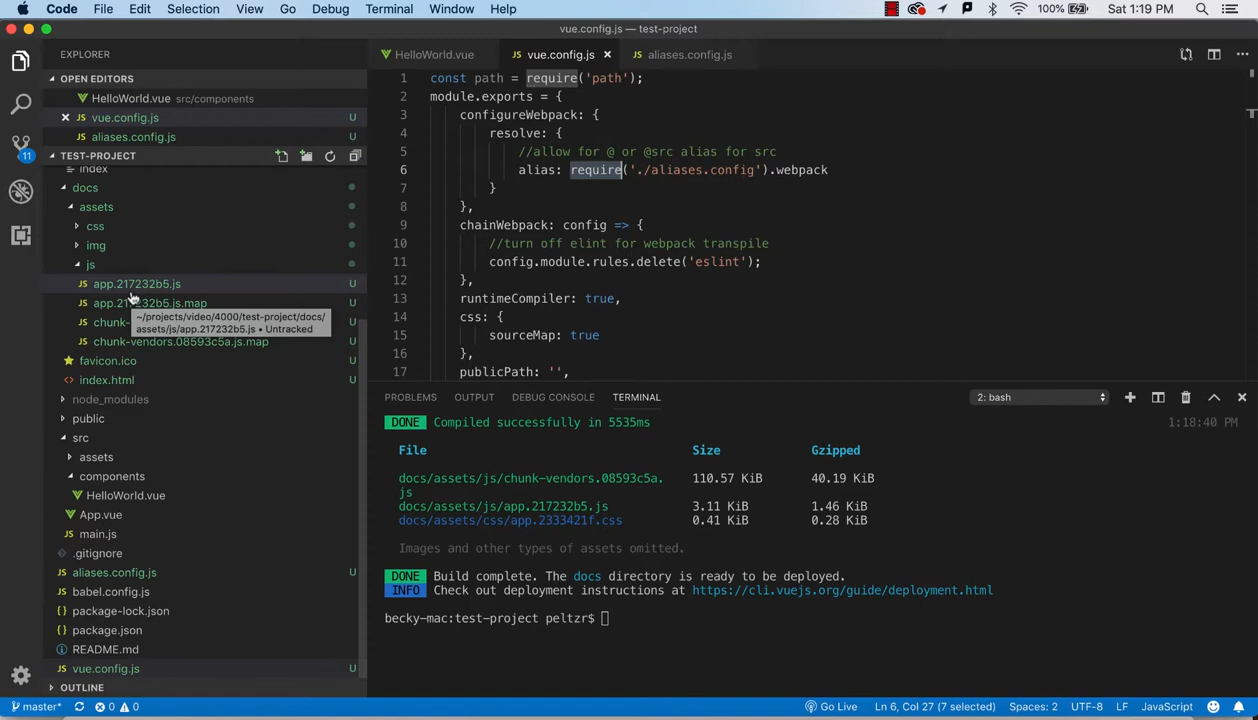 Code File Edit Selection View Go Debug Terminal Window Help 100% Sat 1:19 PM
vue.config.js — test-project
EXPLORER
OPEN EDITORS
HelloWorld.vue src/components
vue.config.js U
aliases.config.js U
TEST-PROJECT
index
docs
assets
css
img
js
app.217232b5.js U
app.217232b5.js.map U
~/projects/video/4000/test-project/docs/
assets/js/app.217232b5.js • Untracked
chunk- U
chunk-vendors.08593c5a.js.map U
favicon.ico U
index.html U
node_modules
public
src
assets
components
HelloWorld.vue
App.vue
main.js
.gitignore
aliases.config.js U
babel.config.js
package-lock.json
package.json
README.md
vue.config.js U
OUTLINE
11
HelloWorld.vue vue.config.js aliases.config.js
1 const path = require('path');
2 module.exports = {
3 configureWebpack: {
4 resolve: {
5 //allow for @ or @src alias for src
6 alias: require('./aliases.config').webpack
7 }
8 },
9 chainWebpack: config => {
10 //turn off elint for webpack transpile
11 config.module.rules.delete('eslint');
12 },
13 runtimeCompiler: true,
14 css: {
15 sourceMap: true
16 },
17 publicPath: '',
PROBLEMS OUTPUT DEBUG CONSOLE TERMINAL 2: bash
DONE Compiled successfully in 5535ms 1:18:40 PM
File Size Gzipped
docs/assets/js/chunk-vendors.08593c5a. 110.57 KiB 40.19 KiB
js
docs/assets/js/app.217232b5.js 3.11 KiB 1.46 KiB
docs/assets/css/app.2333421f.css 0.41 KiB 0.28 KiB
Images and other types of assets omitted.
DONE Build complete. The docs directory is ready to be deployed.
INFO Check out deployment instructions at https://cli.vuejs.org/guide/deployment.html
becky-mac:test-project peltzr$
master* 0 0 Go Live Ln 6, Col 27 (7 selected) Spaces: 2 UTF-8 LF JavaScript